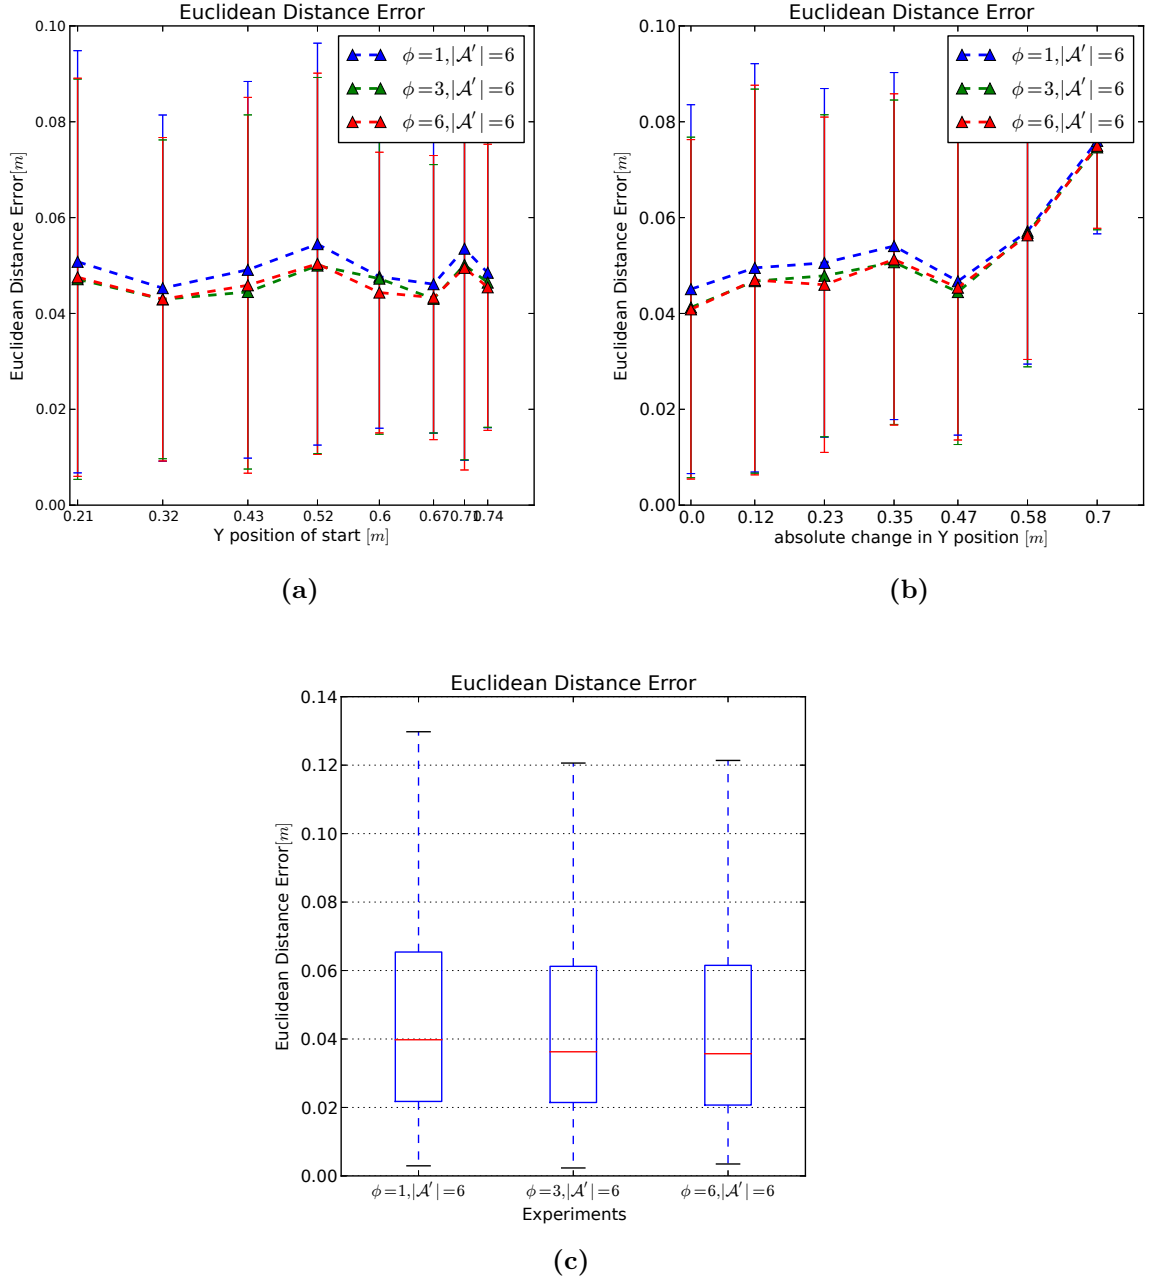 Euclidean Distance Error
0.10
0.08
0.06
0.04
0.02
0.00
Euclidean Distance Error[m]
ϕ=1,|𝒜′|=6
ϕ=3,|𝒜′|=6
ϕ=6,|𝒜′|=6
0.21 0.32 0.43 0.52 0.6 0.67 0.71 0.74
Y position of start [m]
(a)
Euclidean Distance Error
0.10
0.08
0.06
0.04
0.02
0.00
Euclidean Distance Error[m]
ϕ=1,|𝒜′|=6
ϕ=3,|𝒜′|=6
ϕ=6,|𝒜′|=6
0.0 0.12 0.23 0.35 0.47 0.58 0.7
absolute change in Y position [m]
(b)
Euclidean Distance Error
0.14
0.12
0.10
0.08
0.06
0.04
0.02
0.00
Euclidean Distance Error[m]
ϕ=1,|𝒜′|=6 ϕ=3,|𝒜′|=6 ϕ=6,|𝒜′|=6
Experiments
(c)